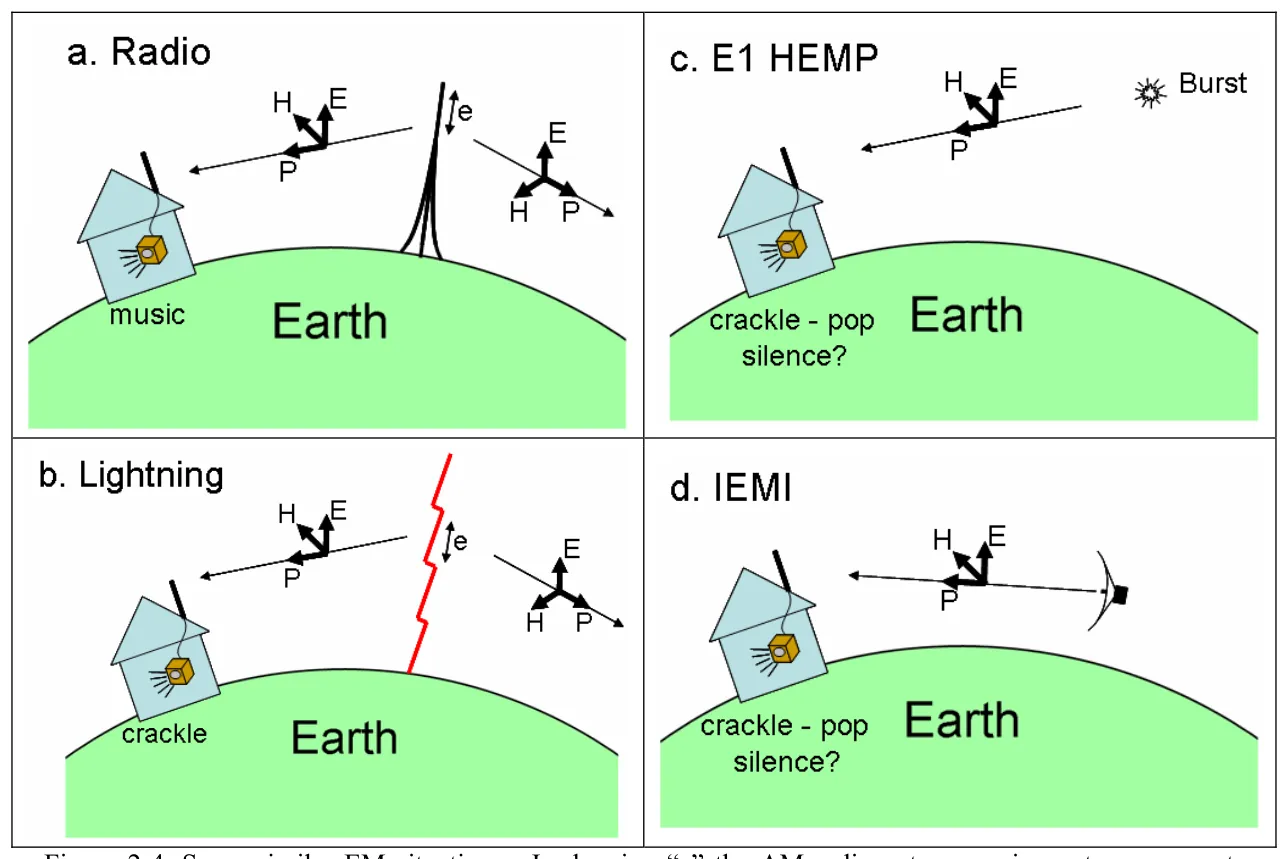 a. Radio
H
E
e
P
E
H
P
music
Earth
c. E1 HEMP
H
E
Burst
P
crackle - pop
silence?
Earth
b. Lightning
H
E
e
P
E
H
P
crackle
Earth
d. IEMI
H
E
P
crackle - pop
silence?
Earth